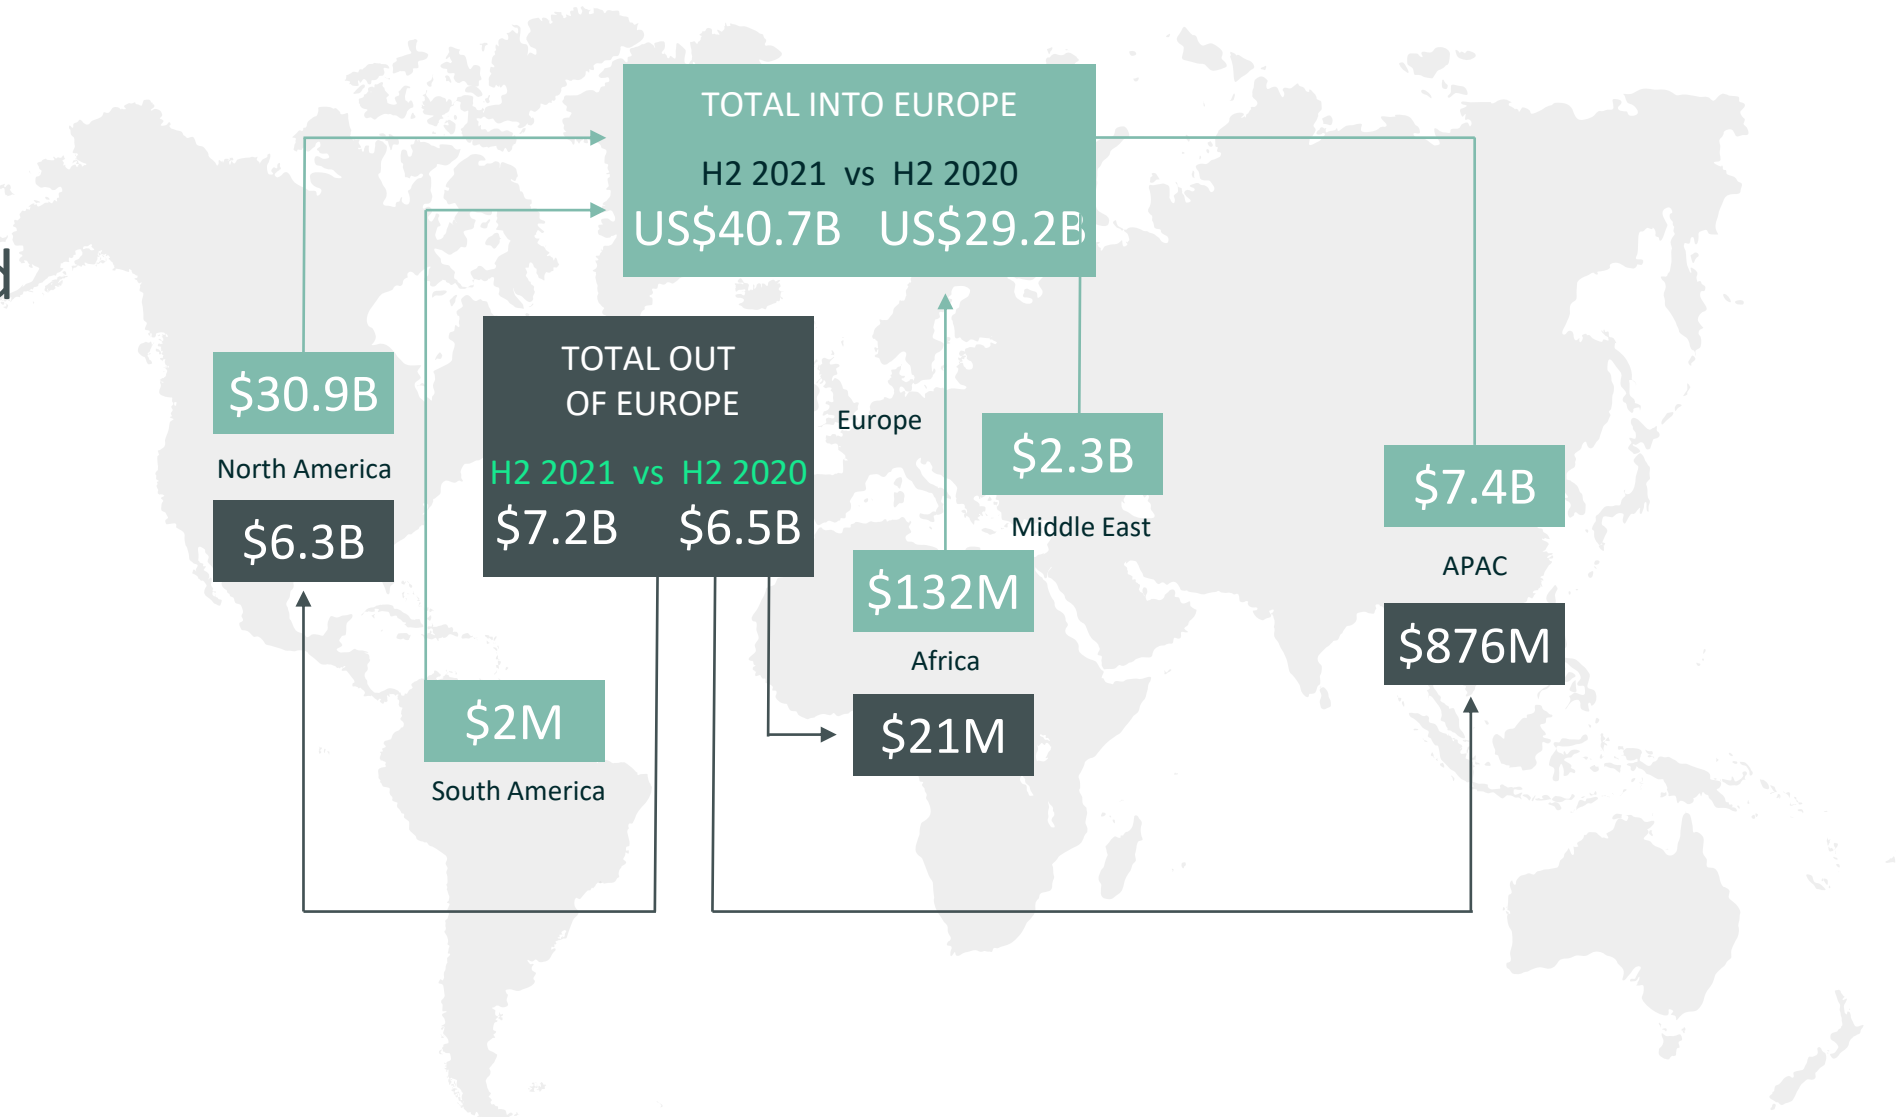 TOTAL INTO EUROPE
H2 2021 vs H2 2020
US$40.7B US$29.2B
$30.9B
North America
$6.3B
TOTAL OUT
OF EUROPE
H2 2021 vs H2 2020
$7.2B $6.5B
Europe
$2.3B
Middle East
$7.4B
APAC
$876M
$132M
Africa
$21M
$2M
South America